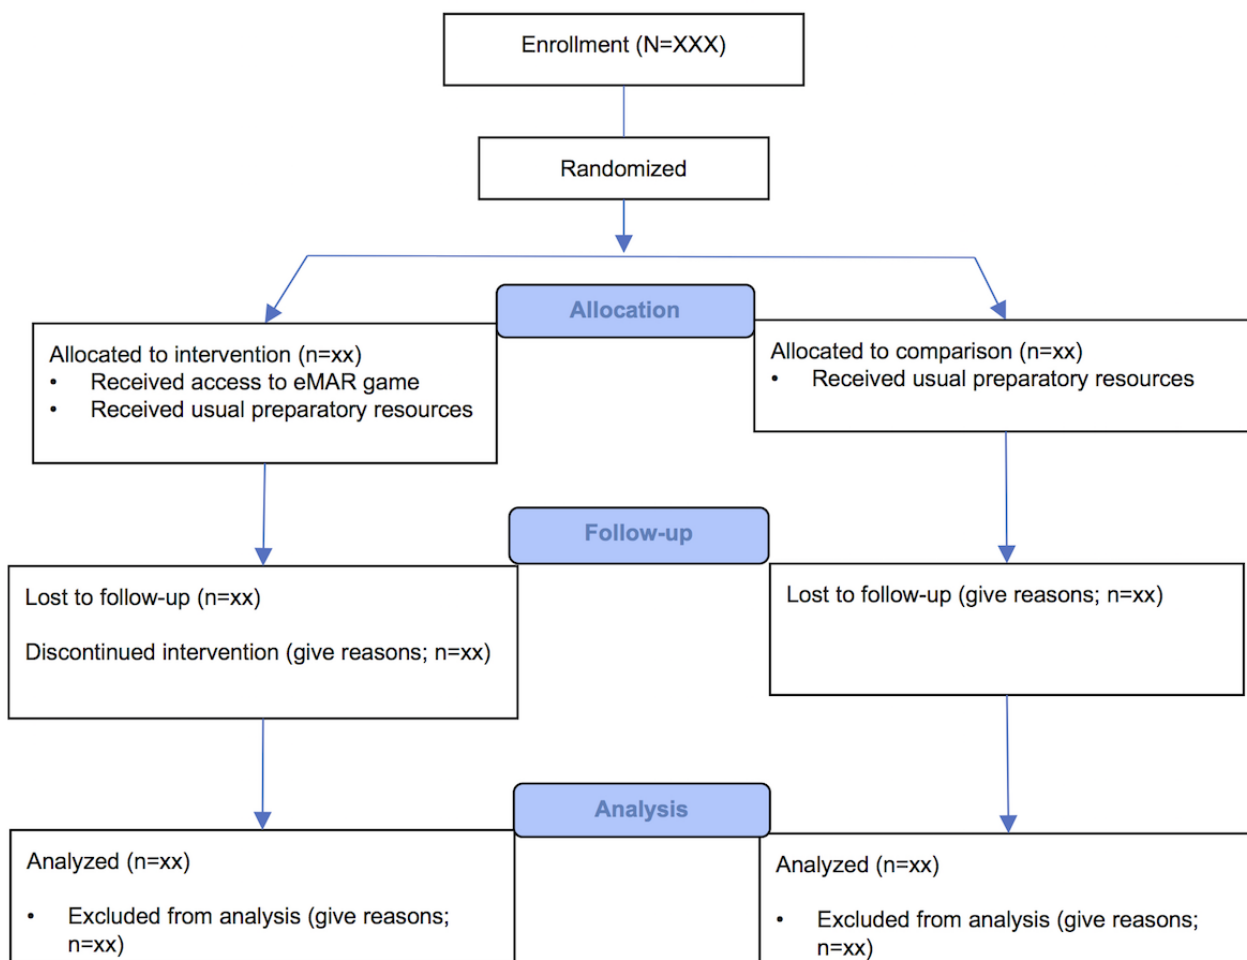 Enrollment (N=XXX)
Randomized
Allocation
Allocated to intervention (n=xx)
• Received access to eMAR game
• Received usual preparatory resources
Allocated to comparison (n=xx)
• Received usual preparatory resources
Follow-up
Lost to follow-up (n=xx)
Discontinued intervention (give reasons; n=xx)
Lost to follow-up (give reasons; n=xx)
Analysis
Analyzed (n=xx)
• Excluded from analysis (give reasons;
n=xx)
Analyzed (n=xx)
• Excluded from analysis (give reasons;
n=xx)